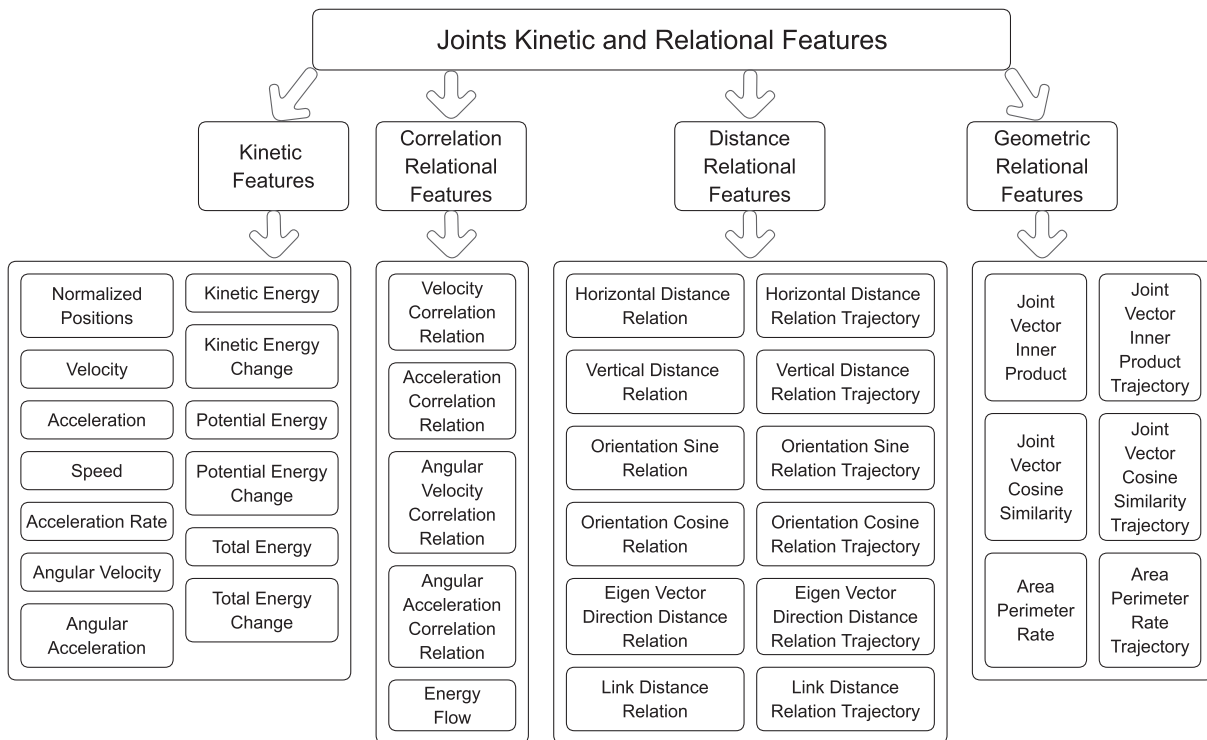 Joints Kinetic and Relational Features
Kinetic
Features
Correlation
Relational
Features
Distance
Relational
Features
Geometric
Relational
Features
Normalized
Positions
Velocity
Acceleration
Speed
Acceleration Rate
Angular Velocity
Angular
Acceleration
Kinetic Energy
Kinetic Energy
Change
Potential Energy
Potential Energy
Change
Total Energy
Total Energy
Change
Velocity
Correlation
Relation
Acceleration
Correlation
Relation
Angular
Velocity
Correlation
Relation
Angular
Acceleration
Correlation
Relation
Energy
Flow
Horizontal Distance
Relation
Vertical Distance
Relation
Orientation Sine
Relation
Orientation Cosine
Relation
Eigen Vector
Direction Distance
Relation
Link Distance
Relation
Horizontal Distance
Relation Trajectory
Vertical Distance
Relation Trajectory
Orientation Sine
Relation Trajectory
Orientation Cosine
Relation Trajectory
Eigen Vector
Direction Distance
Relation Trajectory
Link Distance
Relation Trajectory
Joint
Vector
Inner
Product
Joint
Vector
Cosine
Similarity
Area
Perimeter
Rate
Joint
Vector
Inner
Product
Trajectory
Joint
Vector
Cosine
Similarity
Trajectory
Area
Perimeter
Rate
Trajectory